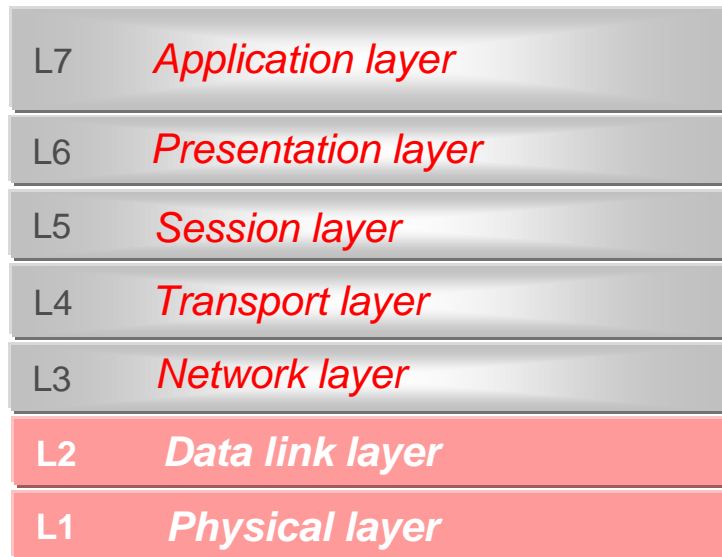 L7 Application layer
L6 Presentation layer
L5 Session layer
L4 Transport layer
L3 Network layer
L2 Data link layer
L1 Physical layer